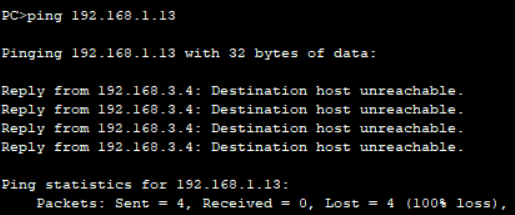 PC>ping 192.168.1.13
Pinging 192.168.1.13 with 32 bytes of data:
Reply from 192.168.3.4: Destination host unreachable.
Reply from 192.168.3.4: Destination host unreachable.
Reply from 192.168.3.4: Destination host unreachable.
Reply from 192.168.3.4: Destination host unreachable.
Ping statistics for 192.168.1.13:
    Packets: Sent = 4, Received = 0, Lost = 4 (100% loss),